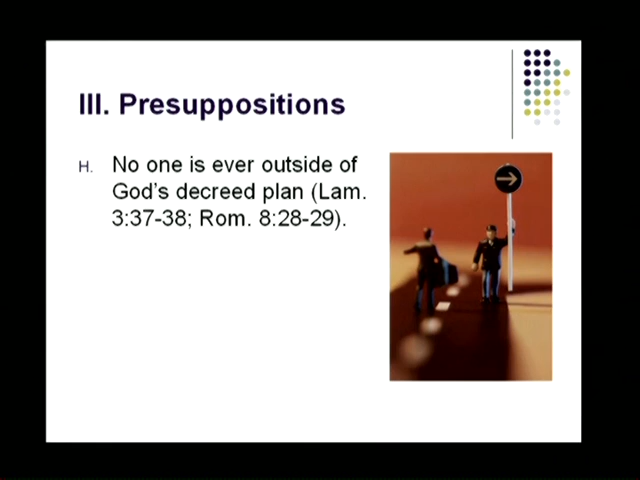 III. Presuppositions
H. No one is ever outside of
God's decreed plan (Lam.
3:37-38; Rom. 8:28-29).